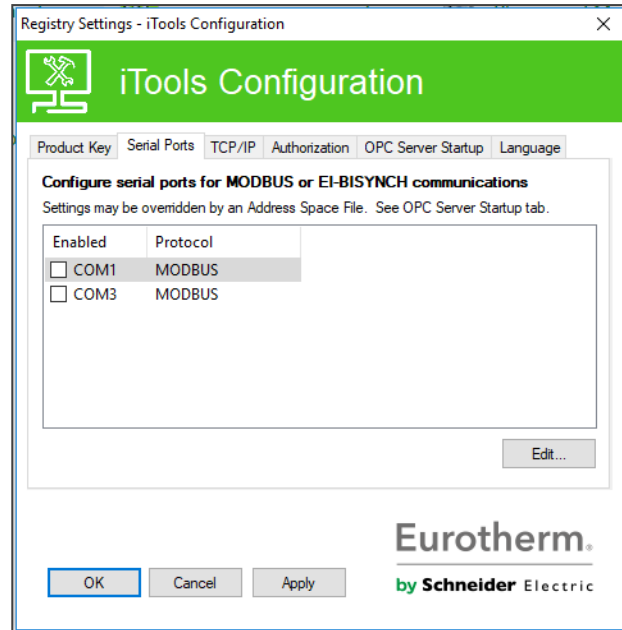 Registry Settings - iTools Configuration
iTools Configuration
Product Key Serial Ports TCP/IP Authorization OPC Server Startup Language
Configure serial ports for MODBUS or EI-BISYNCH communications
Settings may be overridden by an Address Space File. See OPC Server Startup tab.
Enabled Protocol
COM1 MODBUS
COM3 MODBUS
Edit...
Eurotherm®
by Schneider Electric
OK Cancel Apply